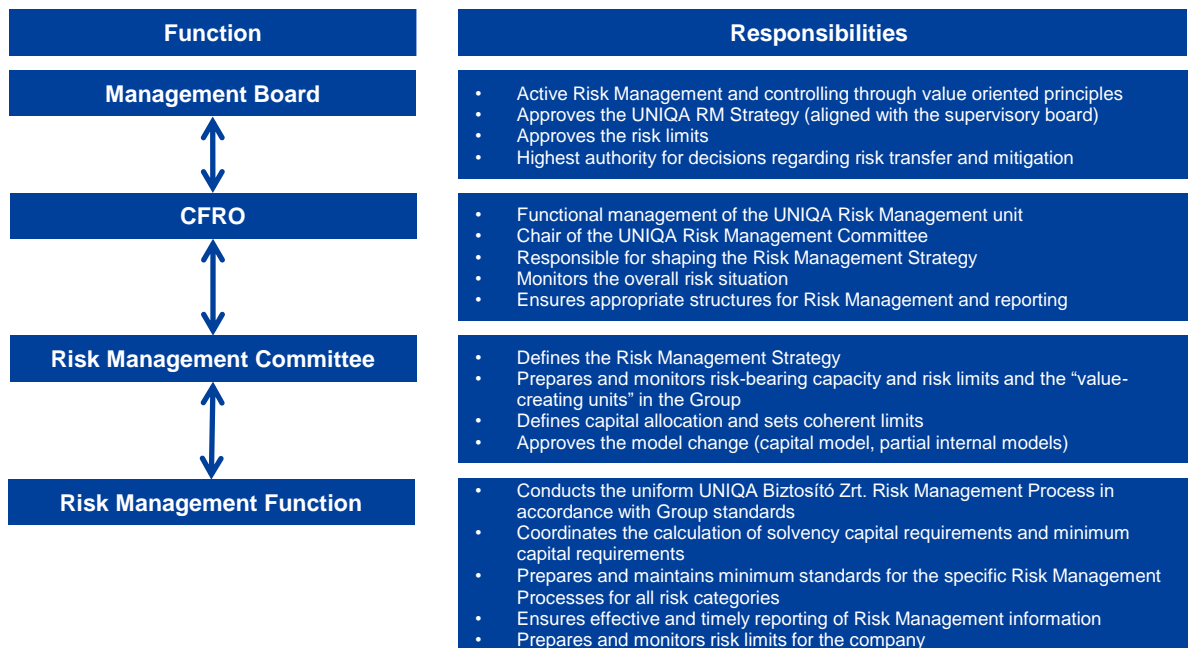 Function
Responsibilities
Management Board
• Active Risk Management and controlling through value oriented principles
• Approves the UNIQA RM Strategy (aligned with the supervisory board)
• Approves the risk limits
• Highest authority for decisions regarding risk transfer and mitigation
CFRO
• Functional management of the UNIQA Risk Management unit
• Chair of the UNIQA Risk Management Committee
• Responsible for shaping the Risk Management Strategy
• Monitors the overall risk situation
• Ensures appropriate structures for Risk Management and reporting
Risk Management Committee
• Defines the Risk Management Strategy
• Prepares and monitors risk-bearing capacity and risk limits and the “value-
creating units” in the Group
• Defines capital allocation and sets coherent limits
• Approves the model change (capital model, partial internal models)
Risk Management Function
• Conducts the uniform UNIQA Biztosító Zrt. Risk Management Process in
accordance with Group standards
• Coordinates the calculation of solvency capital requirements and minimum
capital requirements
• Prepares and maintains minimum standards for the specific Risk Management
Processes for all risk categories
• Ensures effective and timely reporting of Risk Management information
• Prepares and monitors risk limits for the company